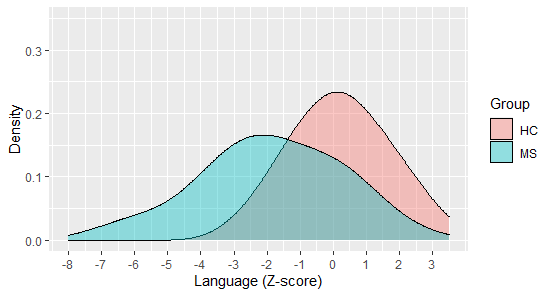 Density
0.3
0.2
0.1
0.0
-8 -7 -6 -5 -4 -3 -2 -1 0 1 2 3
Language (Z-score)
Group
HC
MS